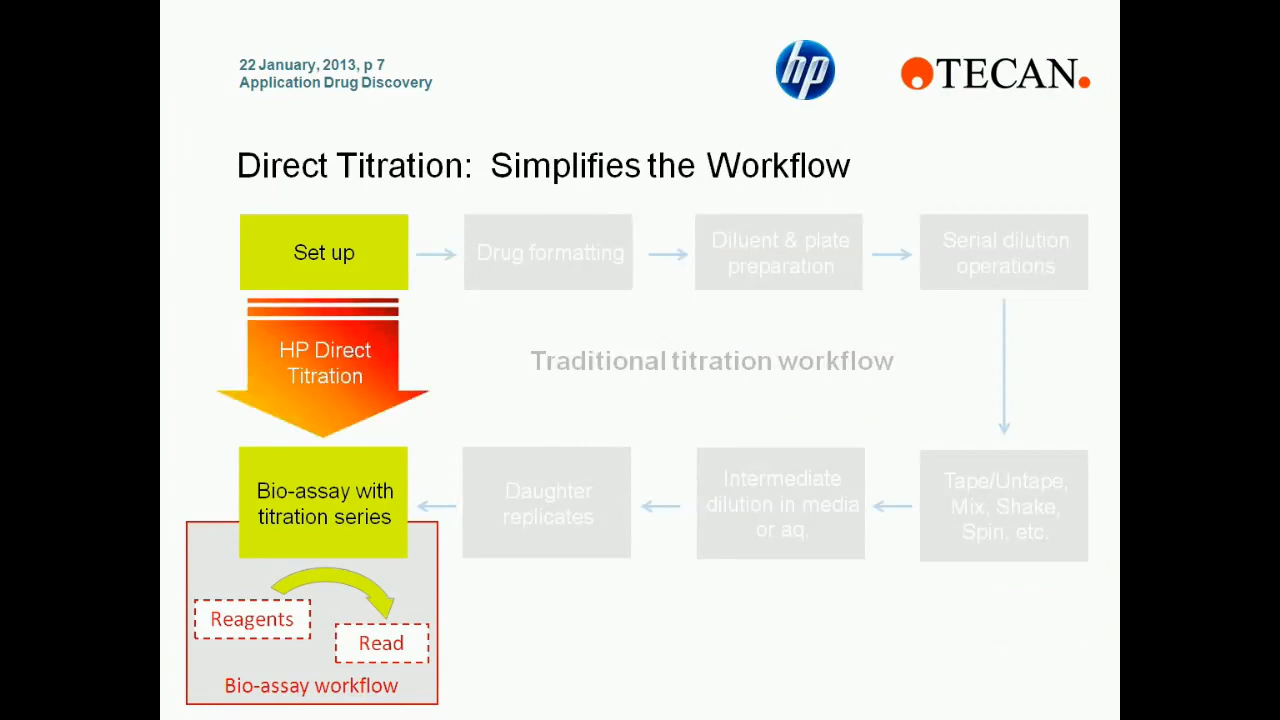 22 January, 2013, p 7
Application Drug Discovery
hp
TECAN.
Direct Titration:  Simplifies the Workflow
Set up
Drug formatting
Diluent & plate
preparation
Serial dilution
operations
HP Direct
Titration
Traditional titration workflow
Bio-assay with
titration series
Daughter
replicates
Intermediate
dilution in media
or aq.
Tape/Untape,
Mix, Shake,
Spin, etc.
Reagents
Read
Bio-assay workflow